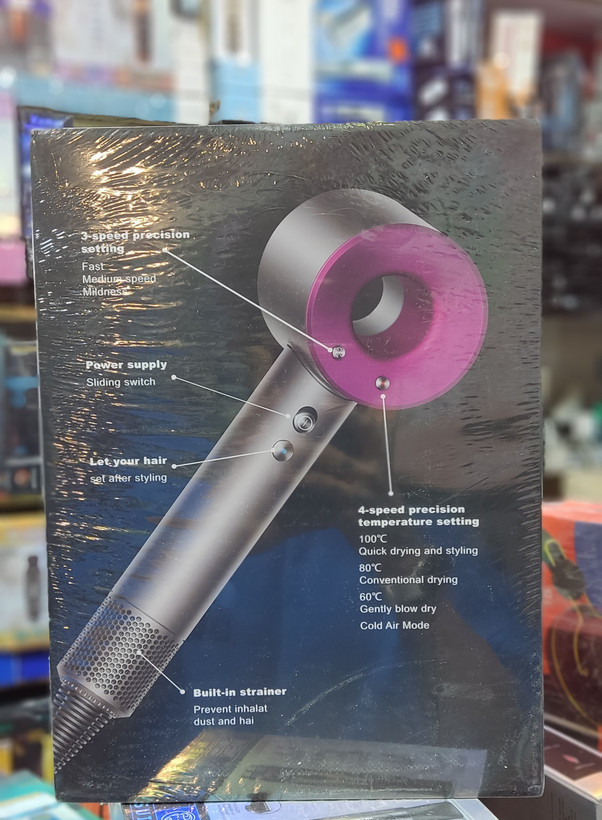 3-speed precision
setting
Fast
Medium speed
Mildness
Power supply
Sliding switch
Let your hair
set after styling
4-speed precision
temperature setting
100℃
Quick drying and styling
80℃
Conventional drying
60℃
Gently blow dry
Cold Air Mode
Built-in strainer
Prevent inhalat
dust and hai